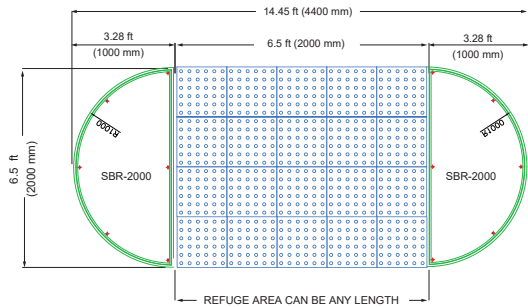 14.45 ft (4400 mm)
3.28 ft
(1000 mm)
6.5 ft (2000 mm)
3.28 ft
(1000 mm)
6.5 ft
(2000 mm)
R1000
R1000
SBR-2000
SBR-2000
REFUGE AREA CAN BE ANY LENGTH